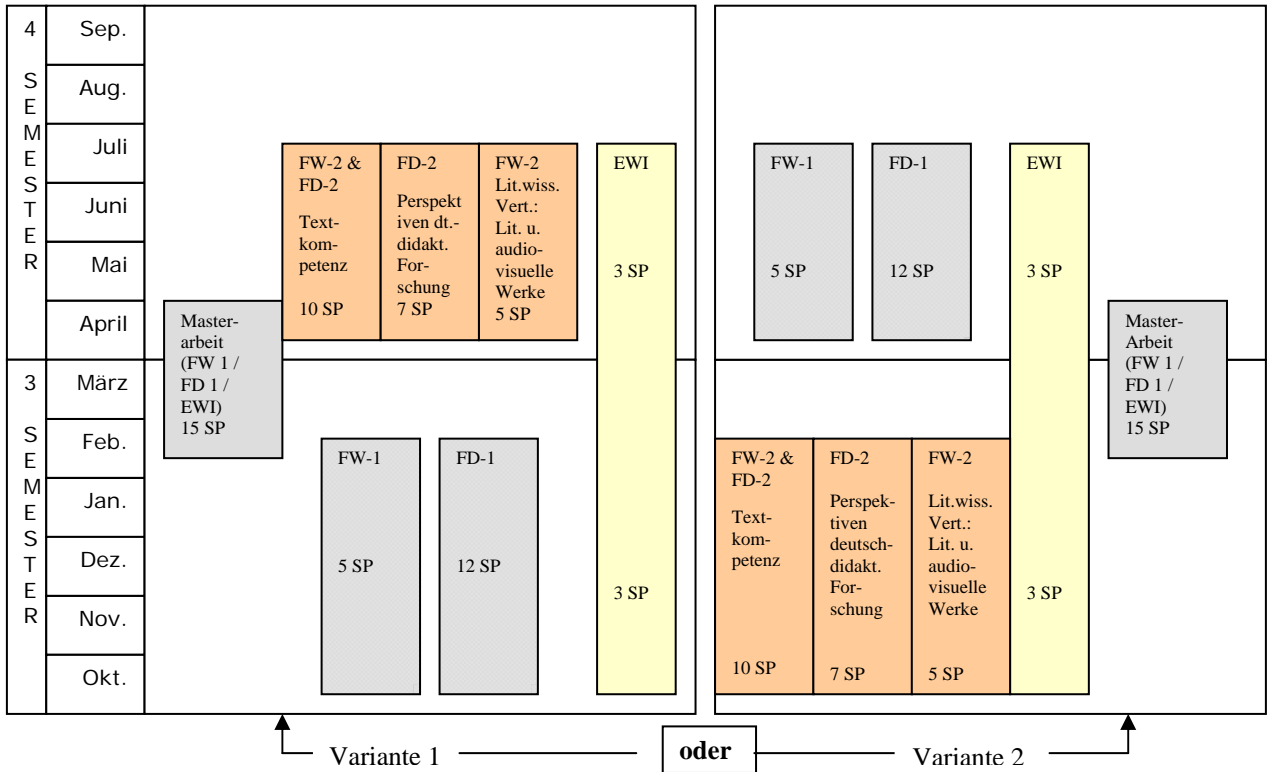 4
SEMESTER
Sep.
Aug.
Juli
Juni
Mai
April
3
SEMESTER
März
Feb.
Jan.
Dez.
Nov.
Okt.
Master-
arbeit
(FW 1 /
FD 1 /
EWI)
15 SP
FW-2 &
FD-2
Text-
kom-
petenz
10 SP
FD-2
Perspekt
iven dt.-
didakt.
For-
schung
7 SP
FW-2
Lit.wiss.
Vert.:
Lit. u.
audio-
visuelle
Werke
5 SP
EWI
3 SP
3 SP
FW-1
5 SP
FD-1
12 SP
FW-1
5 SP
FD-1
12 SP
EWI
3 SP
3 SP
Master-
Arbeit
(FW 1 /
FD 1 /
EWI)
15 SP
FW-2 &
FD-2
Text-
kom-
petenz
10 SP
FD-2
Perspek-
tiven
deutsch-
didakt.
For-
schung
7 SP
FW-2
Lit.wiss.
Vert.:
Lit. u.
audio-
visuelle
Werke
5 SP
Variante 1
oder
Variante 2